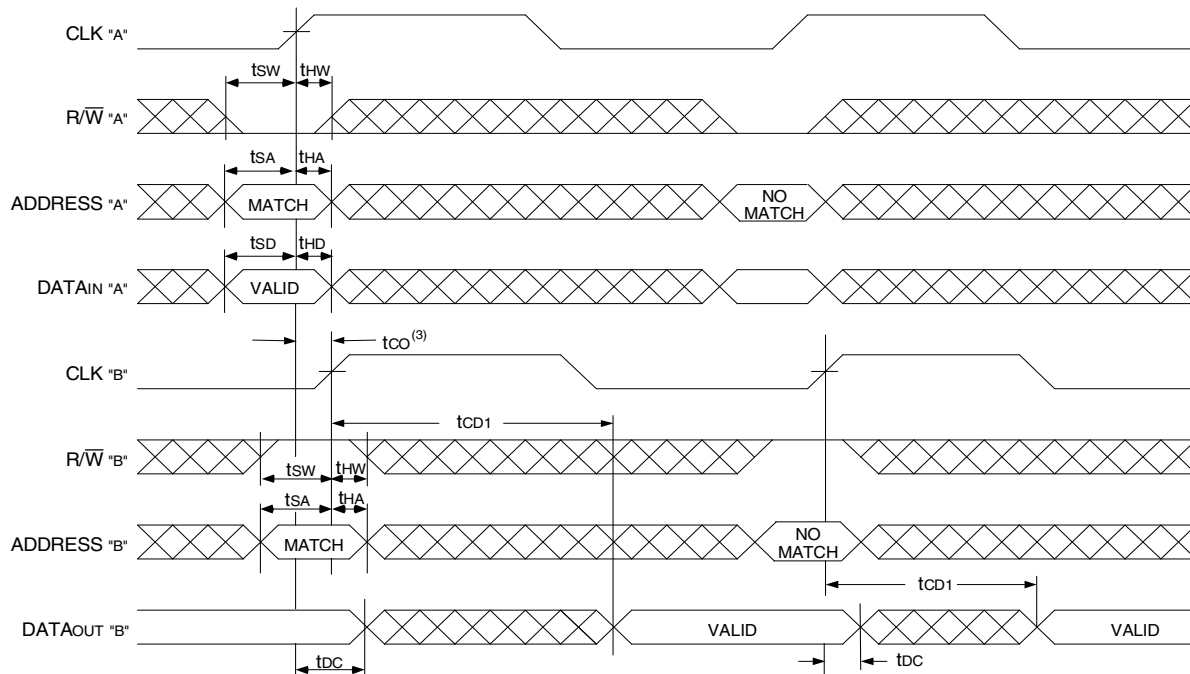 CLK "A"
tSW tHW
R/W̅ "A"
tSA tHA
ADDRESS "A" MATCH NO MATCH
tSD tHD
DATAIN "A" VALID
tCO(3)
CLK "B"
tCD1
R/W̅ "B"
tSW tHW
tSA tHA
ADDRESS "B" MATCH NO MATCH
tCD1
DATAOUT "B" VALID VALID
tDC tDC